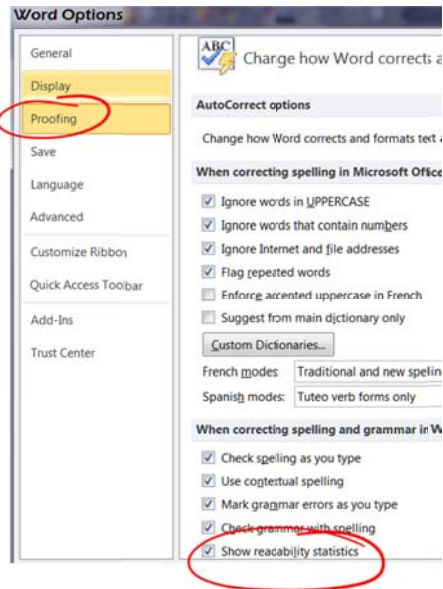 Word Options
General
Display
Proofing
Save
Language
Advanced
Customize Ribbon
Quick Access Toolbar
Add-Ins
Trust Center
ABC
Change how Word corrects a
AutoCorrect options
Change how Word corrects and formats text a
When correcting spelling in Microsoft Office
Ignore words in UPPERCASE
Ignore words that contain numbers
Ignore Internet and file addresses
Flag repeated words
Enforce accented uppercase in French
Suggest from main dictionary only
Custom Dictionaries...
French modes: Traditional and new spellin
Spanish modes: Tuteo verb forms only
When correcting spelling and grammar in W
Check spelling as you type
Use contextual spelling
Mark grammar errors as you type
Check grammar with spelling
Show readability statistics